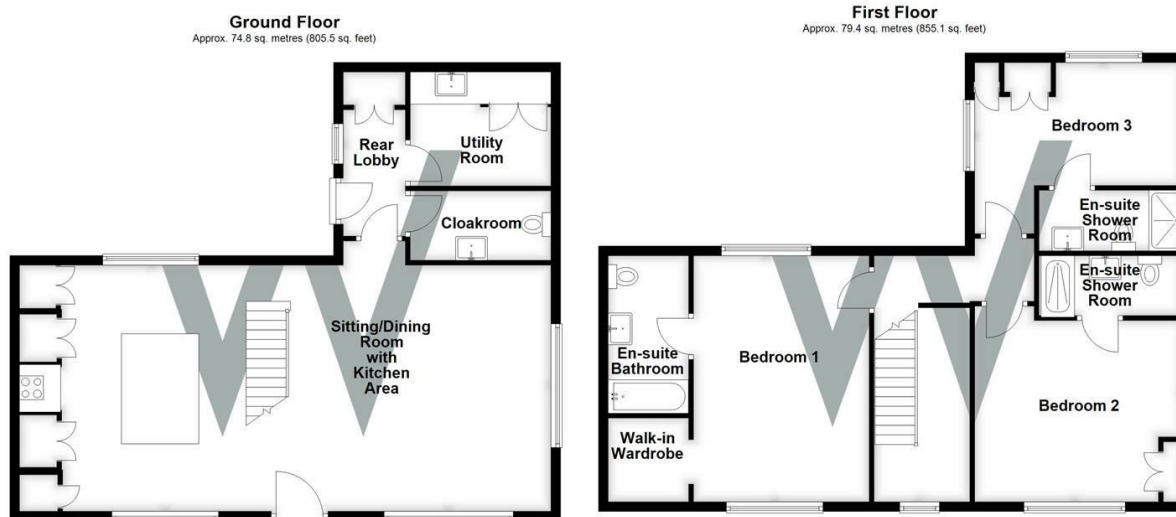 Ground Floor
Approx. 74.8 sq. metres (805.5 sq. feet)
Rear
Lobby
Utility
Room
Cloakroom
Sitting/Dining
Room
with
Kitchen
Area
First Floor
Approx. 79.4 sq. metres (855.1 sq. feet)
Bedroom 3
En-suite
Shower
Room
En-suite
Shower
Room
Bedroom 1
En-suite
Bathroom
Walk-in
Wardrobe
Bedroom 2
W
W